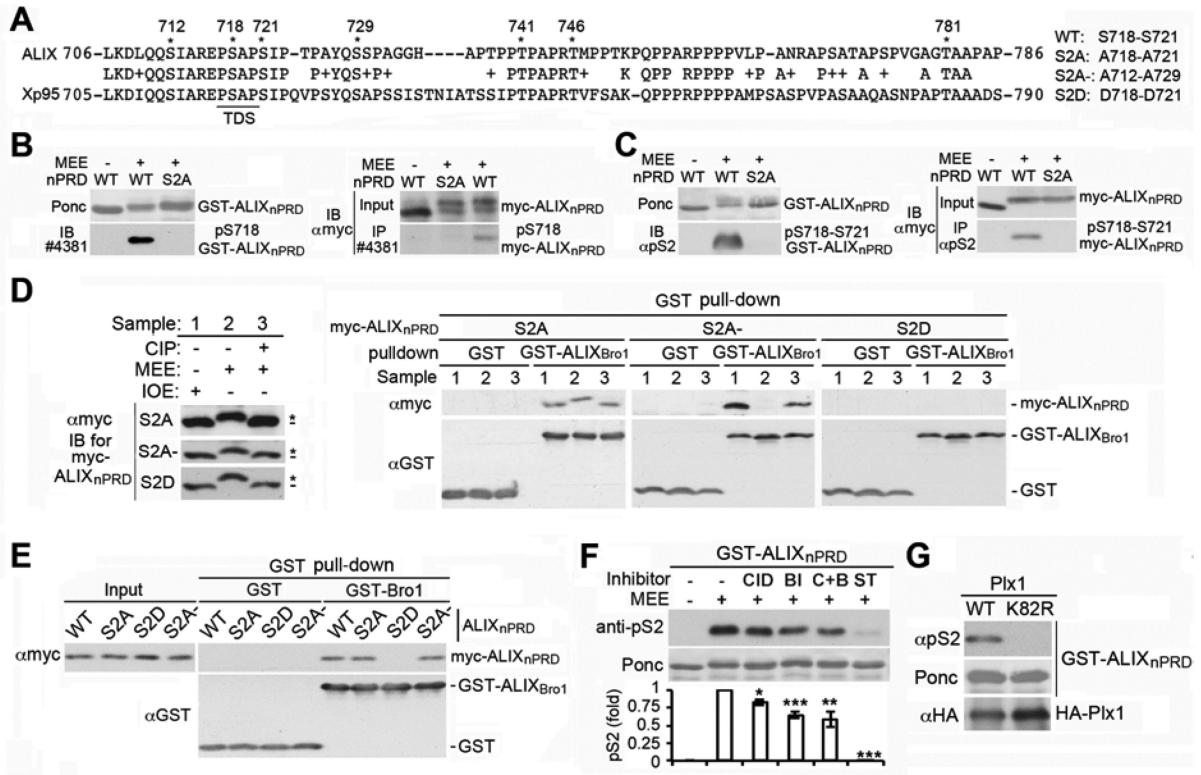 A
712 718 721 729 741 746 781
* * * * * * *
ALIX 706-LKDLQQSIAREPSAPSIP-TPAYQSSPAGGH----APTPPTPAPRTMPPTKPQPPARPPPPVLP-ANRAPSATAPSPVGAGTAAPAP-786
LKD+QQSIAREPSAPSIP P+YQS+P+ + PTPAPRT+ K QPP RPPPP +P A+ P++ A S + A TAA
Xp95 705-LKDIQQSIAREPSAPSIPQVPSYQSAPSSISTNIATSSIPTPAPRTVFSAK-QPPPRPPPPAMPSASPVPASAAQASNPAPTAAADS-790
TDS
WT: S718-S721
S2A: A718-A721
S2A-: A712-A729
S2D: D718-D721
B
MEE - + +
nPRD WT WT S2A
Ponc GST-ALIXnPRD
IB #4381 pS718 GST-ALIXnPRD
MEE - + +
nPRD WT S2A WT
IB αmyc
Input myc-ALIXnPRD
IP #4381 pS718 myc-ALIXnPRD
C
MEE - + +
nPRD WT WT S2A
Ponc GST-ALIXnPRD
IB αpS2 pS718-S721 GST-ALIXnPRD
MEE - + +
nPRD WT WT S2A
IB αmyc
Input myc-ALIXnPRD
IP αpS2 pS718-S721 myc-ALIXnPRD
D
Sample: 1 2 3
CIP: - - +
MEE: - + +
IOE: + - -
αmyc IB for myc-ALIXnPRD
S2A *
S2A- *
S2D *
GST pull-down
myc-ALIXnPRD S2A S2A- S2D
pulldown GST GST-ALIXBro1 GST GST-ALIXBro1 GST GST-ALIXBro1
Sample 1 2 3 1 2 3 1 2 3 1 2 3 1 2 3 1 2 3
αmyc - myc-ALIXnPRD
αGST
-GST-ALIXBro1
-GST
E
GST pull-down
Input GST GST-Bro1
WT S2A S2D S2A- WT S2A S2D S2A- WT S2A S2D S2A- ALIXnPRD
αmyc myc-ALIXnPRD
αGST
-GST-ALIXBro1
-GST
F
GST-ALIXnPRD
Inhibitor - - CID BI C+B ST
MEE - + + + + +
anti-pS2
Ponc
pS2 (fold)
1
0.75
0.5
0.25
0
* *** ** ***
G
Plx1
WT K82R
αpS2
Ponc
GST-ALIXnPRD
αHA HA-Plx1